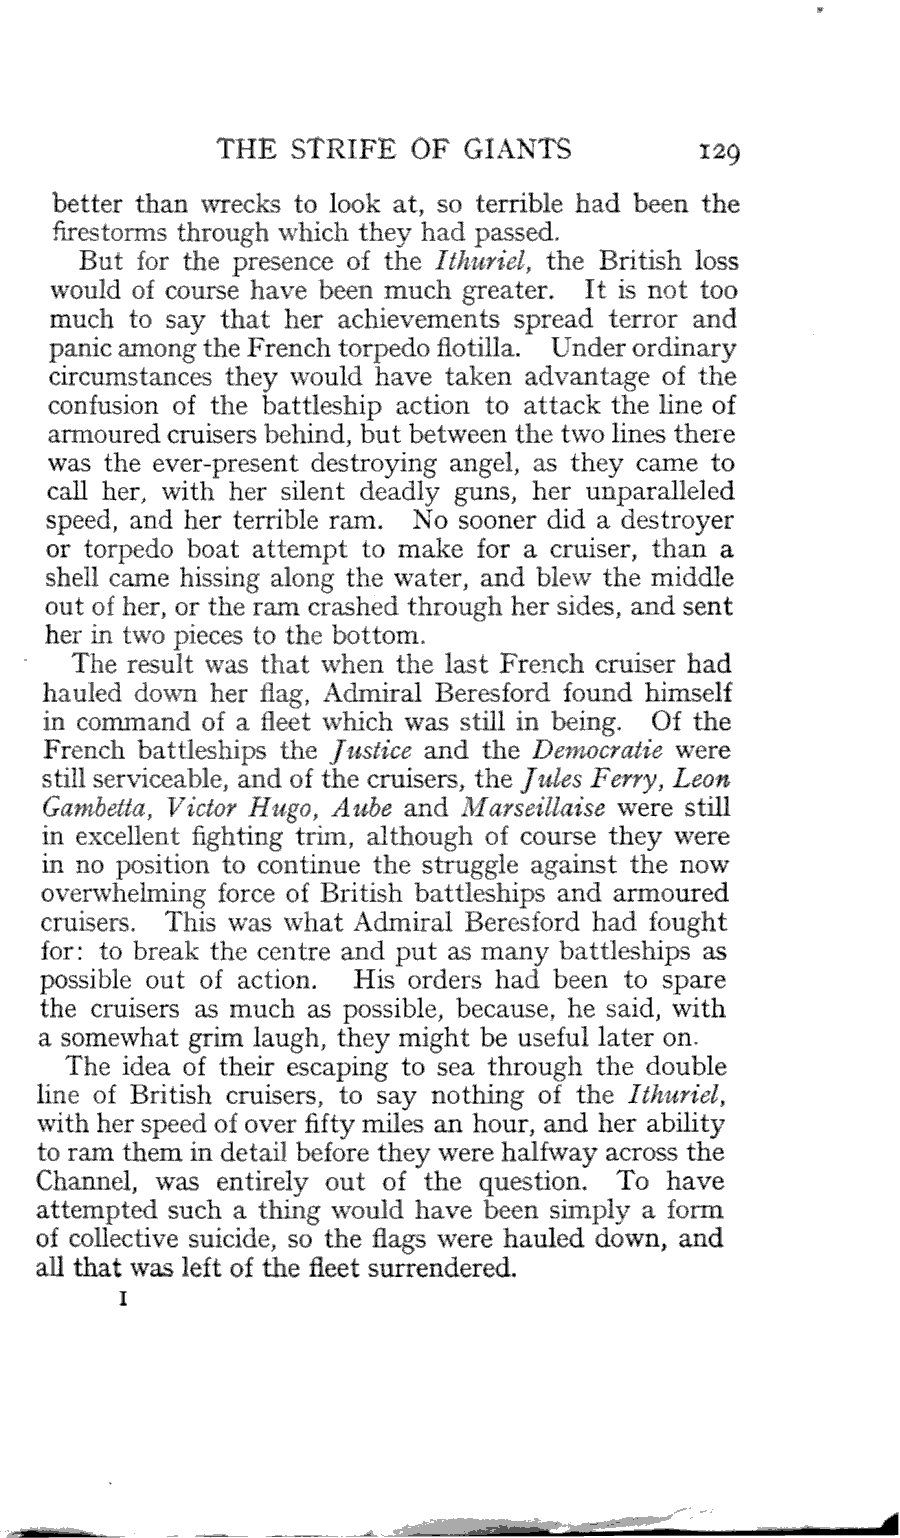 THE STRIFE OF GIANTS 129
better than wrecks to look at, so terrible had been the
firestorms through which they had passed.
But for the presence of the Ithuriel, the British loss
would of course have been much greater. It is not too
much to say that her achievements spread terror and
panic among the French torpedo flotilla. Under ordinary
circumstances they would have taken advantage of the
confusion of the battleship action to attack the line of
armoured cruisers behind, but between the two lines there
was the ever-present destroying angel, as they came to
call her, with her silent deadly guns, her unparalleled
speed, and her terrible ram. No sooner did a destroyer
or torpedo boat attempt to make for a cruiser, than a
shell came hissing along the water, and blew the middle
out of her, or the ram crashed through her sides, and sent
her in two pieces to the bottom.
The result was that when the last French cruiser had
hauled down her flag, Admiral Beresford found himself
in command of a fleet which was still in being. Of the
French battleships the Justice and the Democratie were
still serviceable, and of the cruisers, the Jules Ferry, Leon
Gambetta, Victor Hugo, Aube and Marseillaise were still
in excellent fighting trim, although of course they were
in no position to continue the struggle against the now
overwhelming force of British battleships and armoured
cruisers. This was what Admiral Beresford had fought
for: to break the centre and put as many battleships as
possible out of action. His orders had been to spare
the cruisers as much as possible, because, he said, with
a somewhat grim laugh, they might be useful later on.
The idea of their escaping to sea through the double
line of British cruisers, to say nothing of the Ithuriel,
with her speed of over fifty miles an hour, and her ability
to ram them in detail before they were halfway across the
Channel, was entirely out of the question. To have
attempted such a thing would have been simply a form
of collective suicide, so the flags were hauled down, and
all that was left of the fleet surrendered.
I